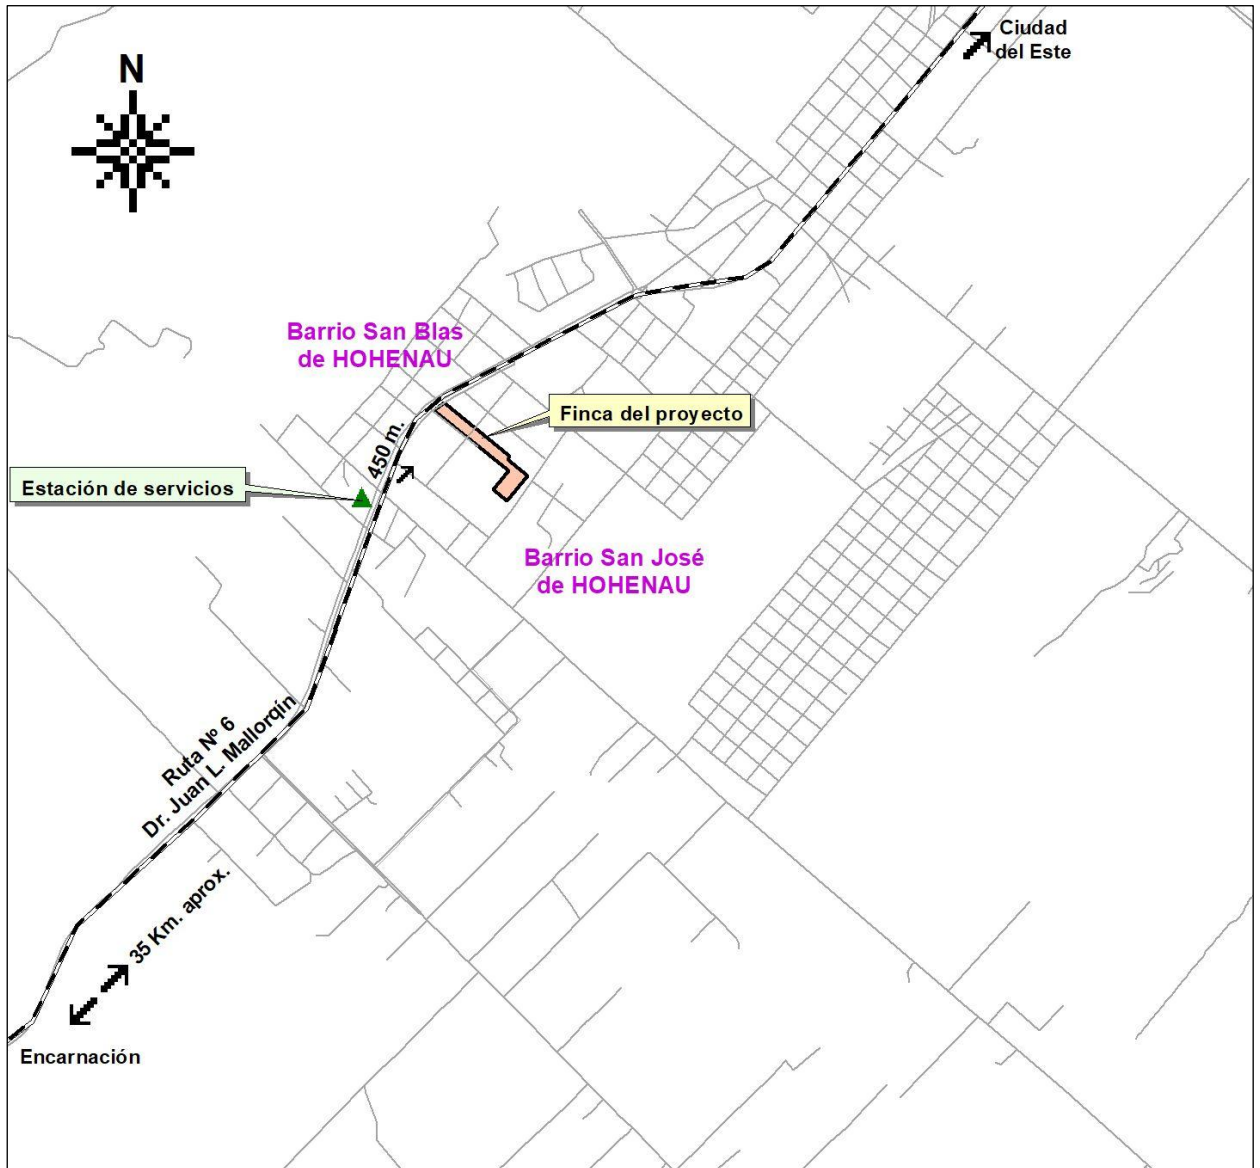 Ciudad
del Este
N
Barrio San Blas
de HOHENAU
Finca del proyecto
450 m.
Estación de servicios
Barrio San José
de HOHENAU
Ruta Nº 6
Dr. Juan L. Mallorqín
35 Km. aprox.
Encarnación